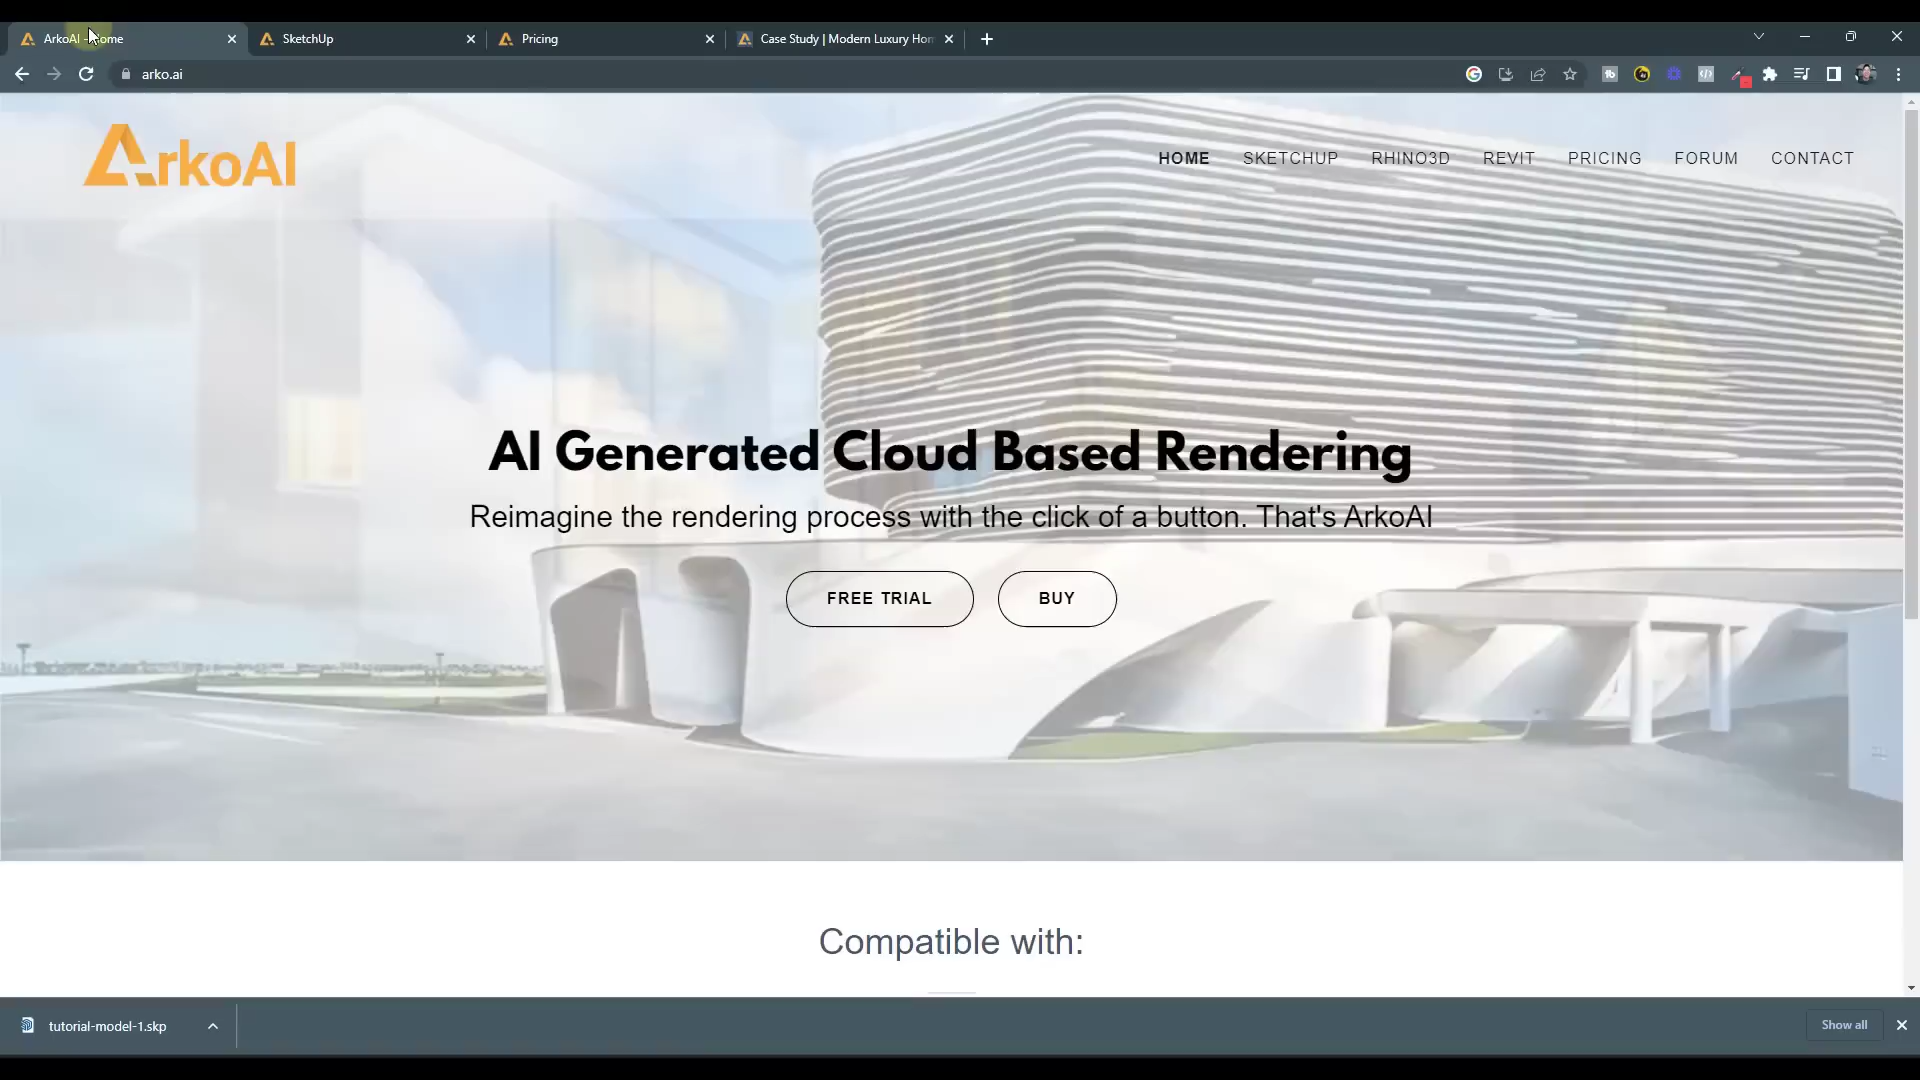 ArkoAI - Home
SketchUp
Pricing
Case Study | Modern Luxury Hom
arko.ai
ArkoAI
HOME
SKETCHUP
RHINO3D
REVIT
PRICING
FORUM
CONTACT
AI Generated Cloud Based Rendering
Reimagine the rendering process with the click of a button. That's ArkoAI
FREE TRIAL
BUY
Compatible with:
tutorial-model-1.skp
Show all